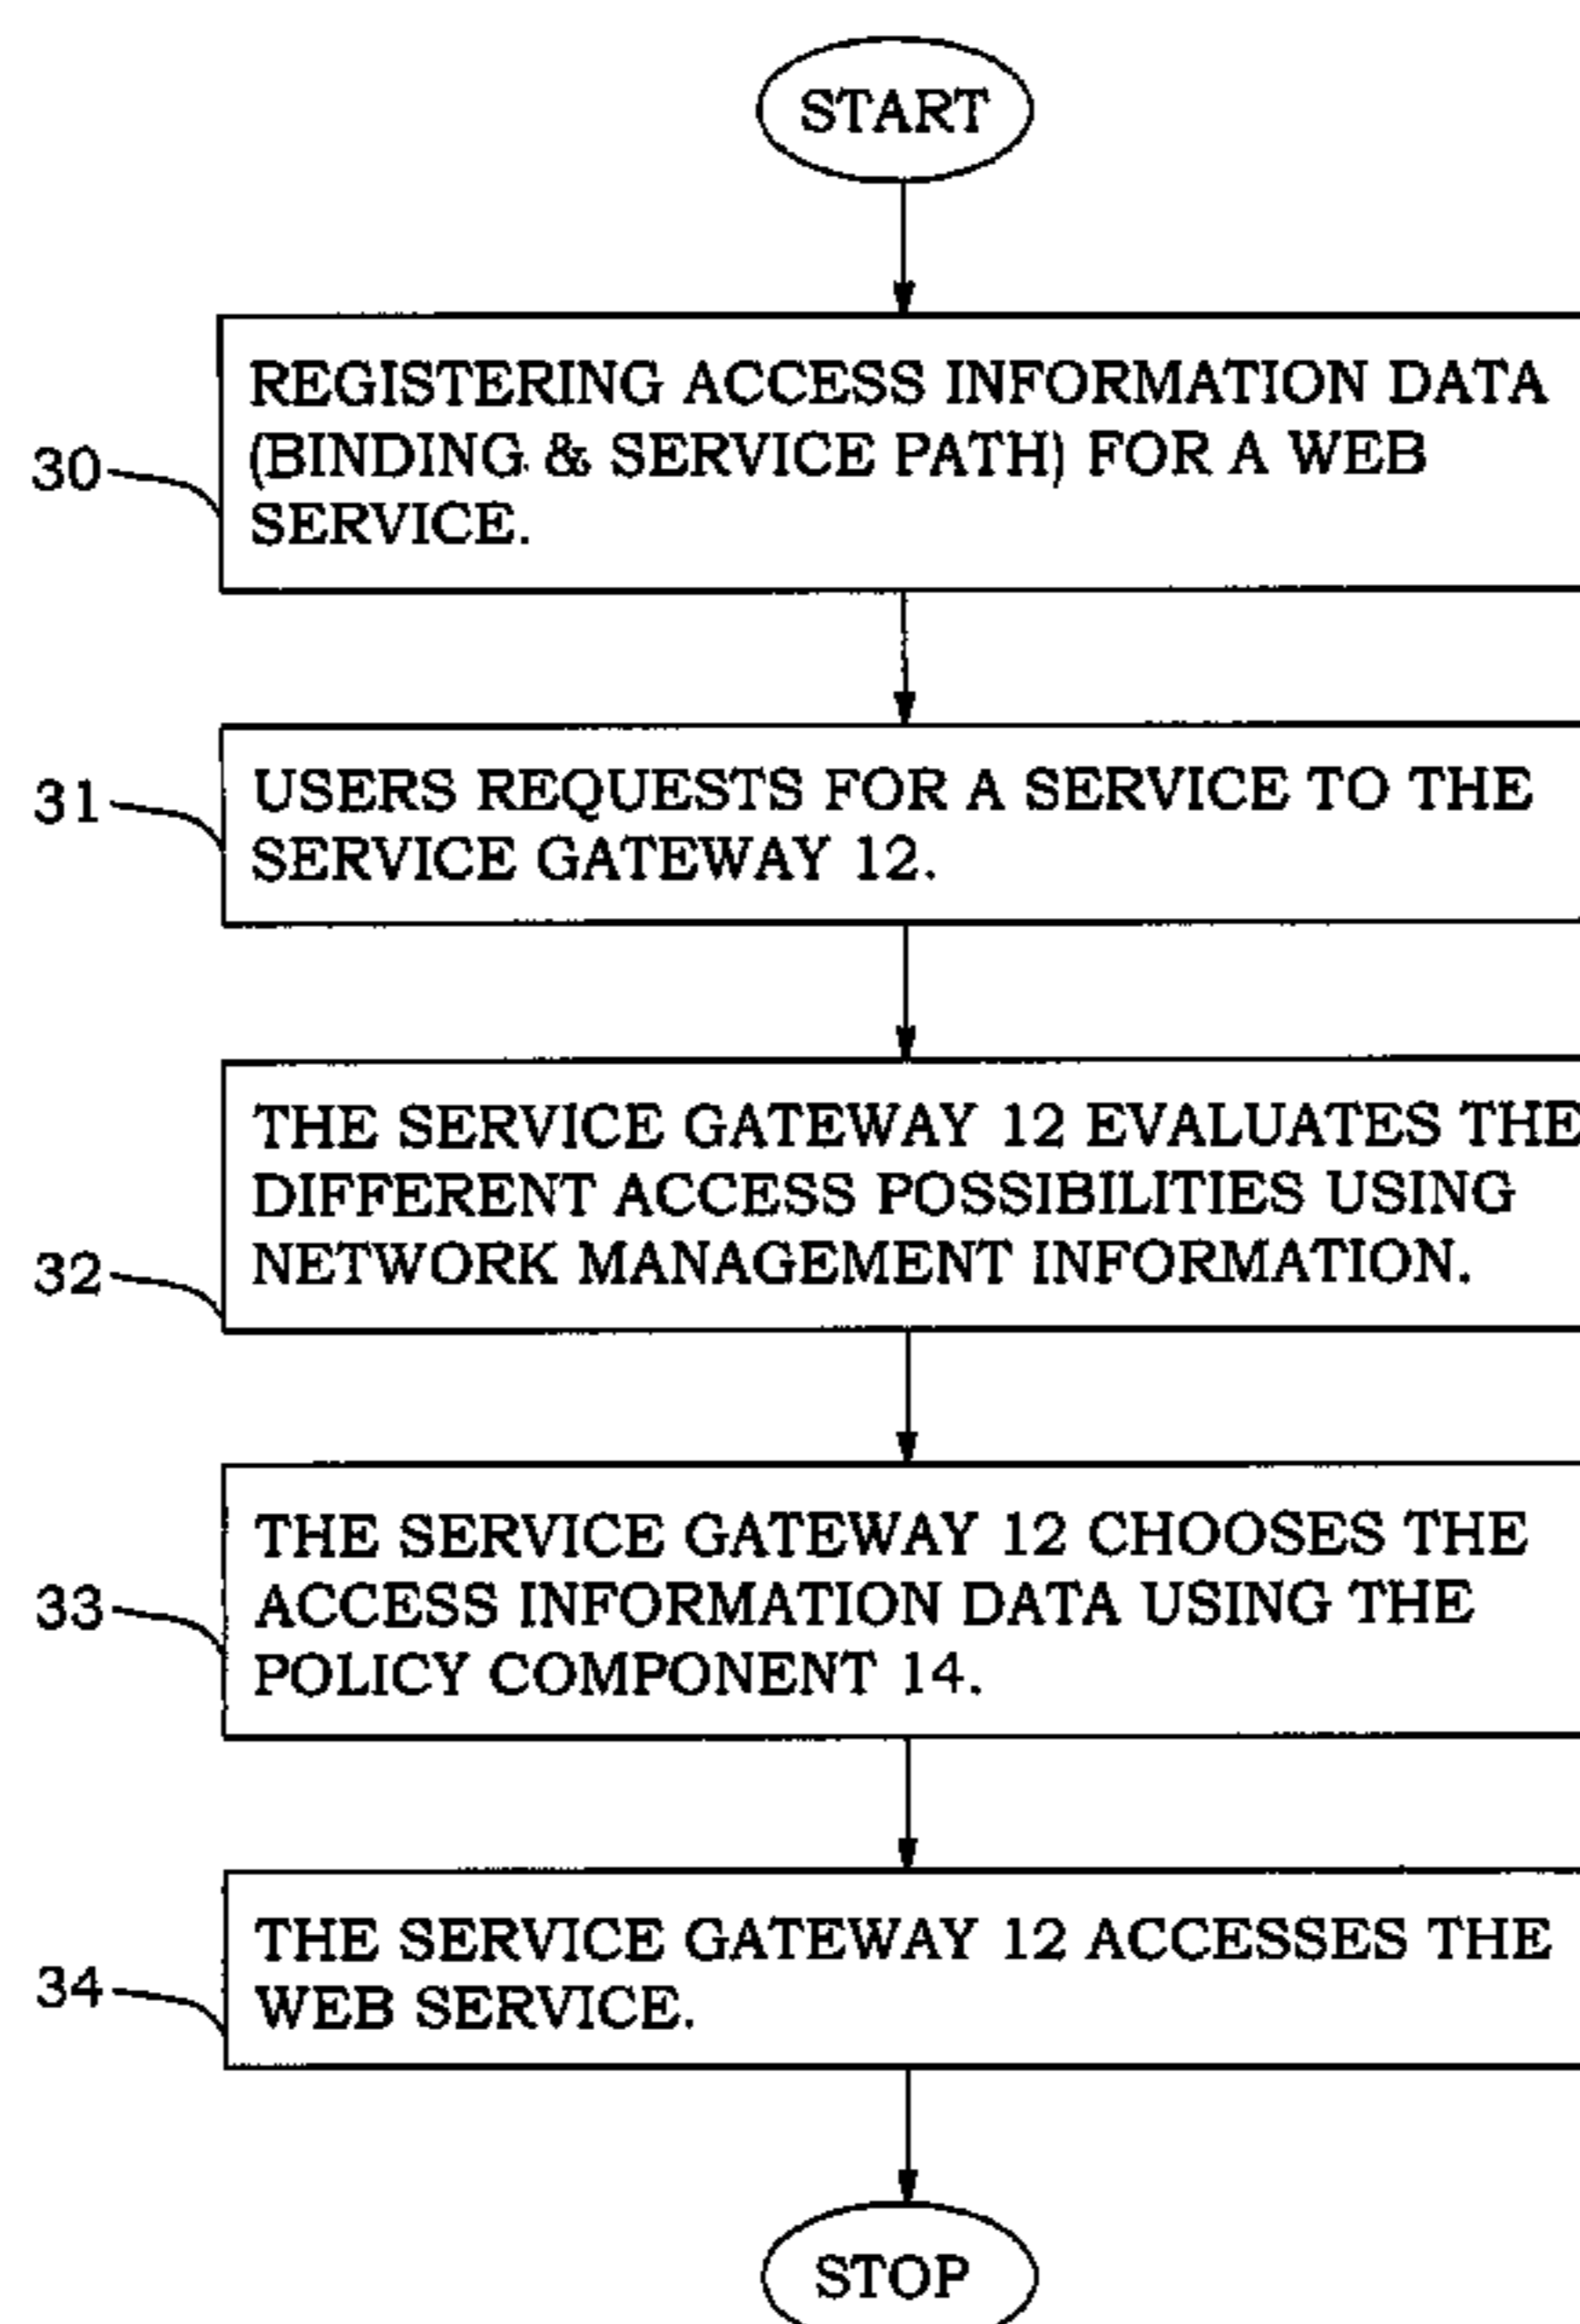 START
REGISTERING ACCESS INFORMATION DATA
(BINDING & SERVICE PATH) FOR A WEB
SERVICE.
30
USERS REQUESTS FOR A SERVICE TO THE
SERVICE GATEWAY 12.
31
THE SERVICE GATEWAY 12 EVALUATES THE
DIFFERENT ACCESS POSSIBILITIES USING
NETWORK MANAGEMENT INFORMATION.
32
THE SERVICE GATEWAY 12 CHOOSES THE
ACCESS INFORMATION DATA USING THE
POLICY COMPONENT 14.
33
THE SERVICE GATEWAY 12 ACCESSES THE
WEB SERVICE.
34
STOP